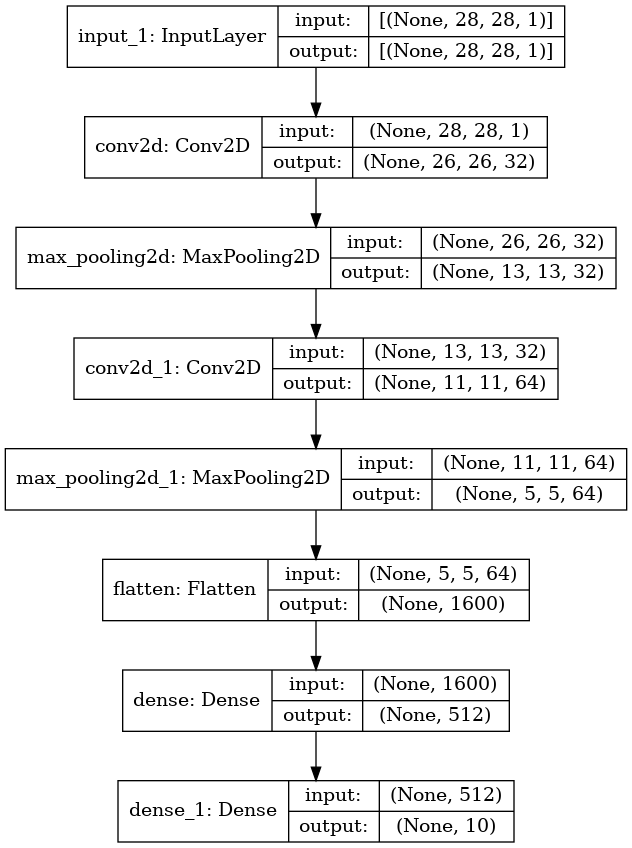 input_1: InputLayer
input:
[(None, 28, 28, 1)]
output:
[(None, 28, 28, 1)]
conv2d: Conv2D
input:
(None, 28, 28, 1)
output:
(None, 26, 26, 32)
max_pooling2d: MaxPooling2D
input:
(None, 26, 26, 32)
output:
(None, 13, 13, 32)
conv2d_1: Conv2D
input:
(None, 13, 13, 32)
output:
(None, 11, 11, 64)
max_pooling2d_1: MaxPooling2D
input:
(None, 11, 11, 64)
output:
(None, 5, 5, 64)
flatten: Flatten
input:
(None, 5, 5, 64)
output:
(None, 1600)
dense: Dense
input:
(None, 1600)
output:
(None, 512)
dense_1: Dense
input:
(None, 512)
output:
(None, 10)